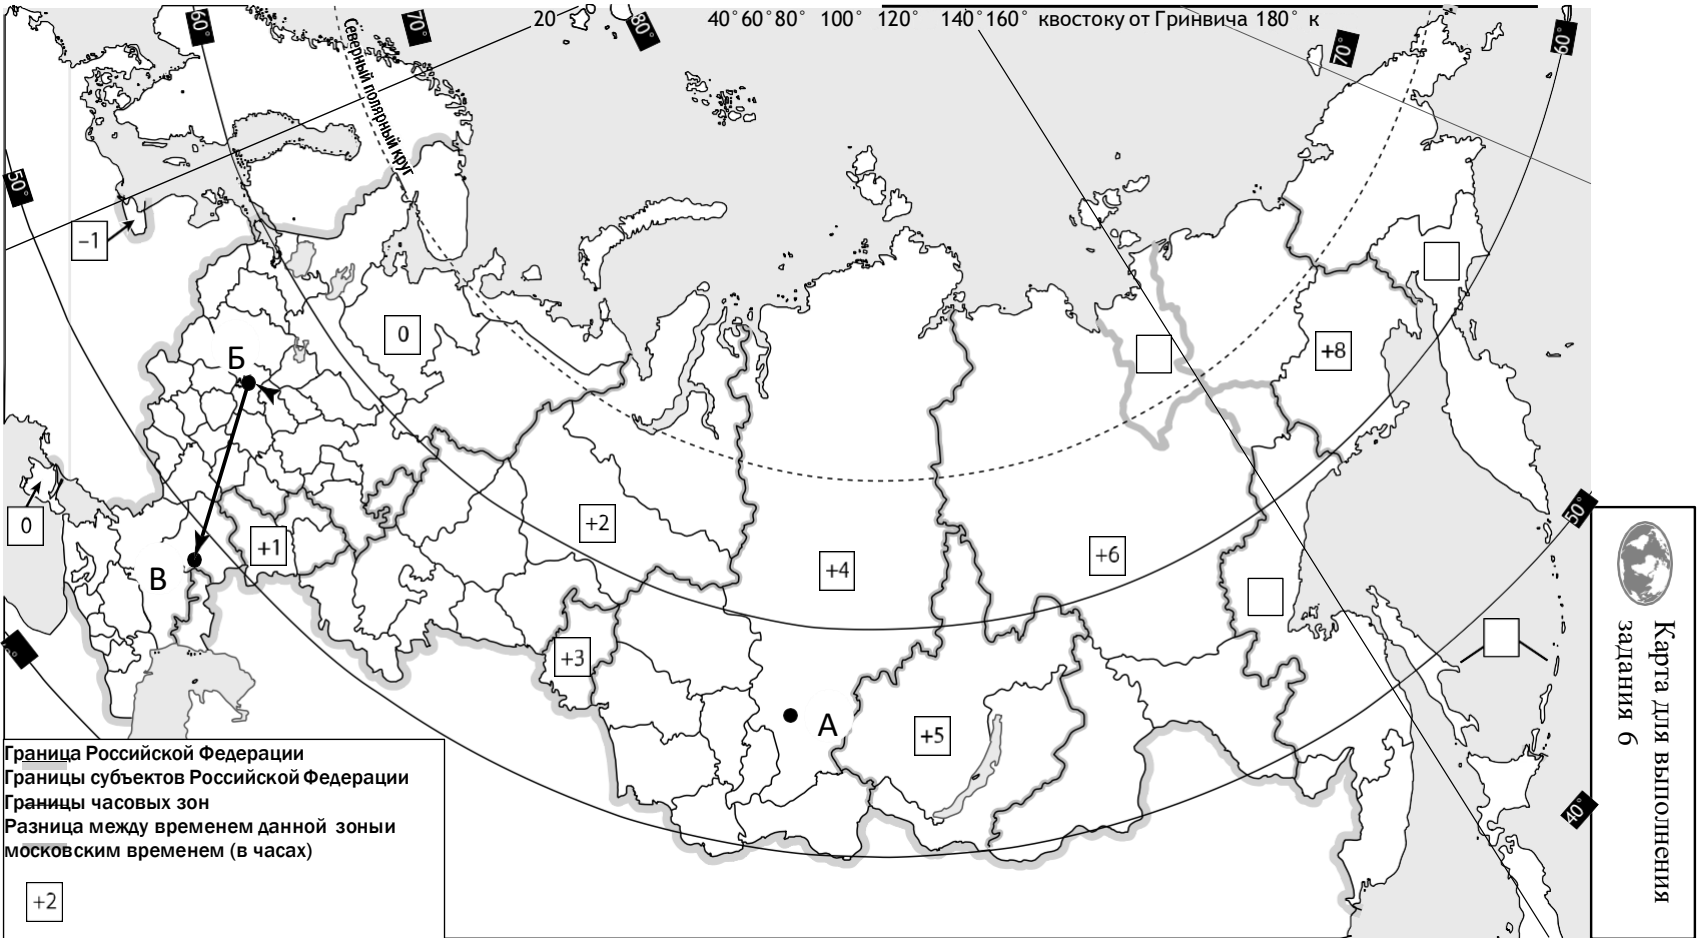 60°
70°
20
80°
40° 60° 80° 100° 120° 140° 160° квостоку от Гринвича 180° к
70°
60°
Северный полярный круг
50°
–1
0
+8
Б
0
+2
+1
+4
+6
50°
В
+3
А
+5
40°
Карта для выполнения
задания 6
Граница Российской Федерации
Границы субъектов Российской Федерации
Границы часовых зон
Разница между временем данной зоныи
московским временем (в часах)
+2